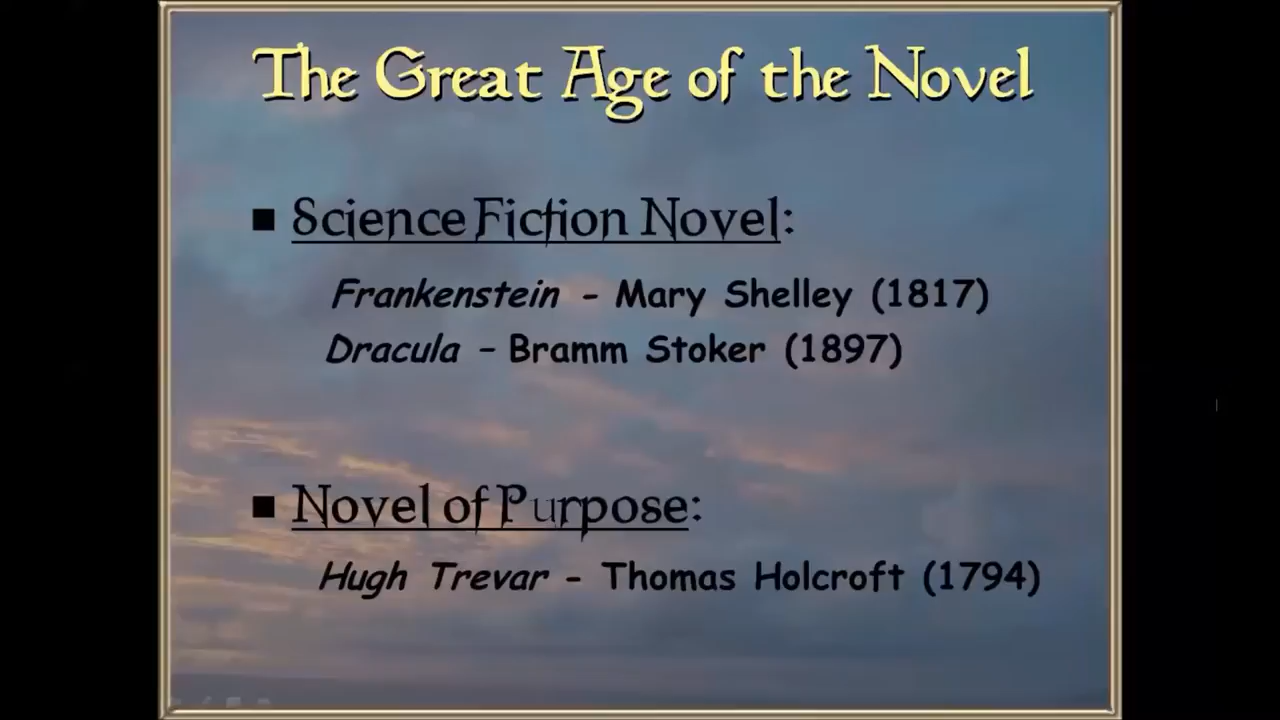 The Great Age of the Novel
■ Science Fiction Novel:
Frankenstein - Mary Shelley (1817)
Dracula – Bramm Stoker (1897)
■ Novel of Purpose:
Hugh Trevar - Thomas Holcroft (1794)